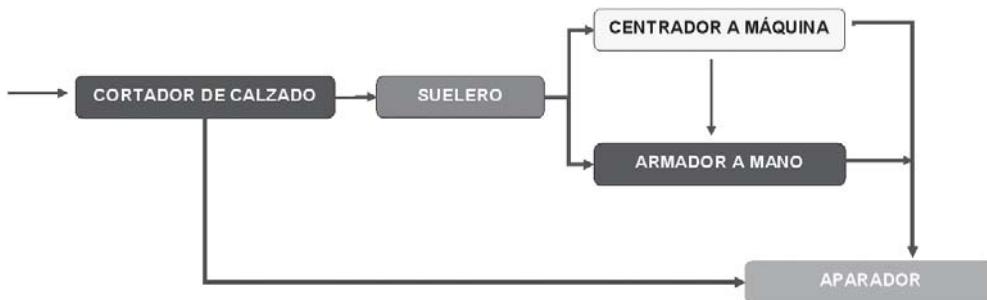 CENTRADOR A MÁQUINA
CORTADOR DE CALZADO
SUELERO
ARMADOR A MANO
APARADOR